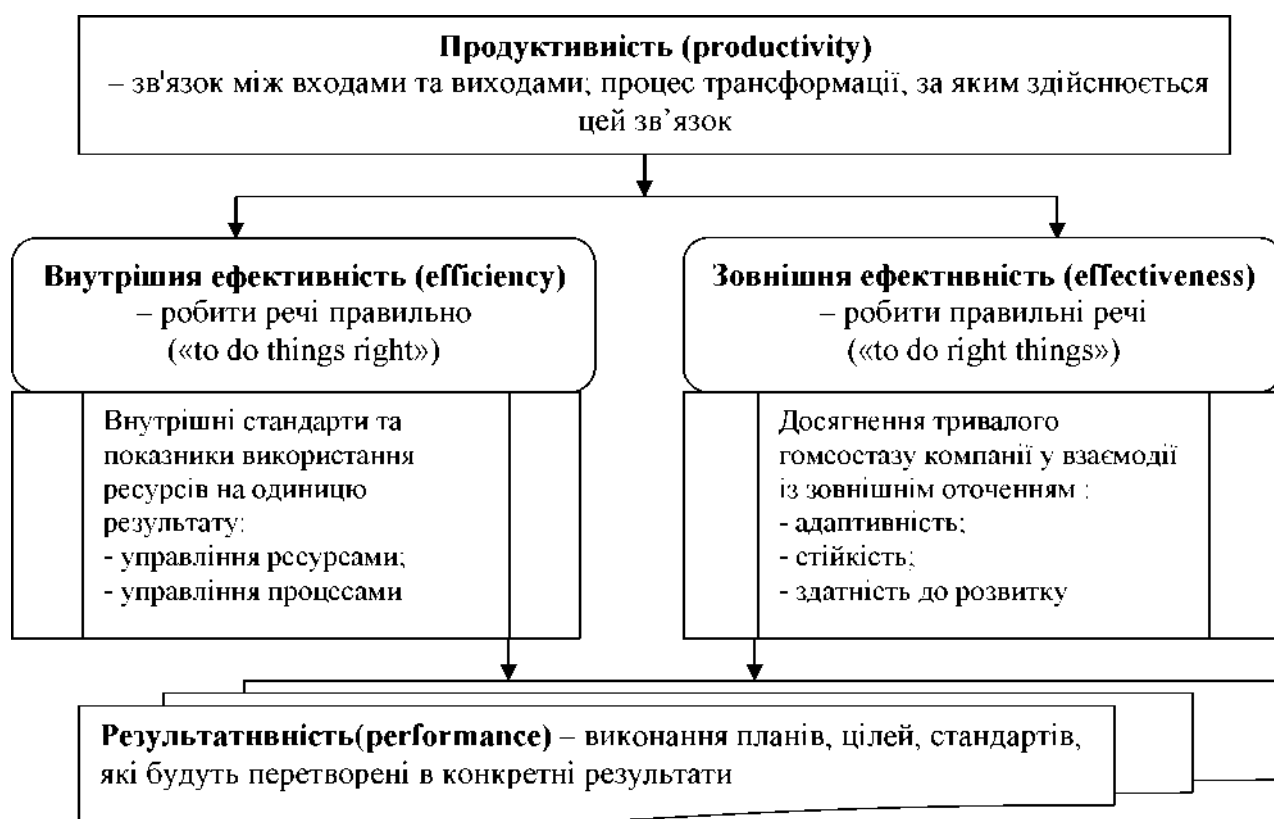 Продуктивність (productivity)
– зв'язок між входами та виходами; процес трансформації, за яким здійснюється
цей зв’язок
Внутрішия ефективність (efficiency)
– робити речі правильно
(«to do things right»)
Зовнішня ефектнвність (effectiveness)
– робити правильні речі
(«to do right things»)
Внутрішні стандарти та
показники використання
ресурсів на одиницю
результату:
- управління ресурсами;
- управління процесами
Досягнення тривалого
гомеостазу компанії у взаємодії
із зовнішнім оточенням :
- адаптивність;
- стійкість;
- здатність до розвитку
Результативність(performance) – виконання планів, цілей, стандартів,
які будуть перетворені в конкретні результати